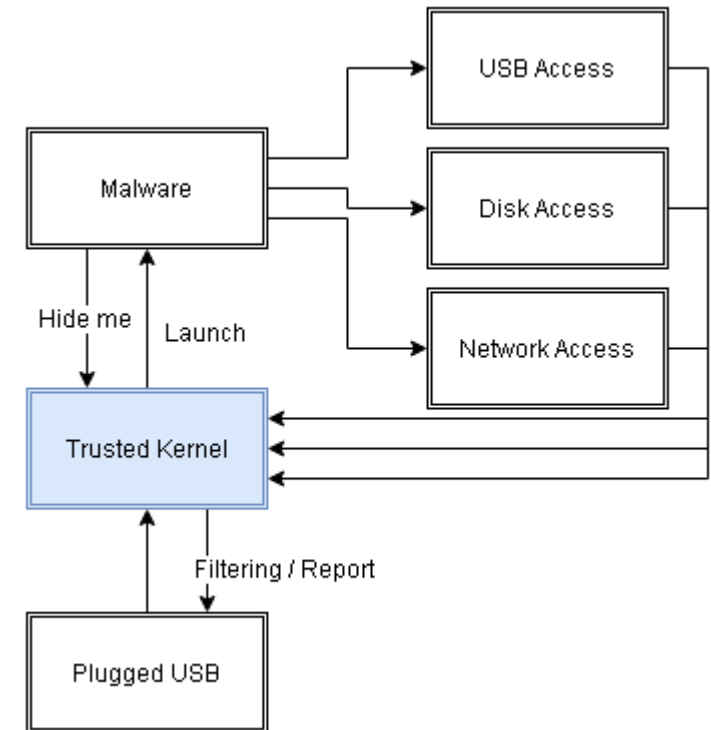 USB Access
Malware
Disk Access
Hide me
Launch
Network Access
Trusted Kernel
Filtering / Report
Plugged USB